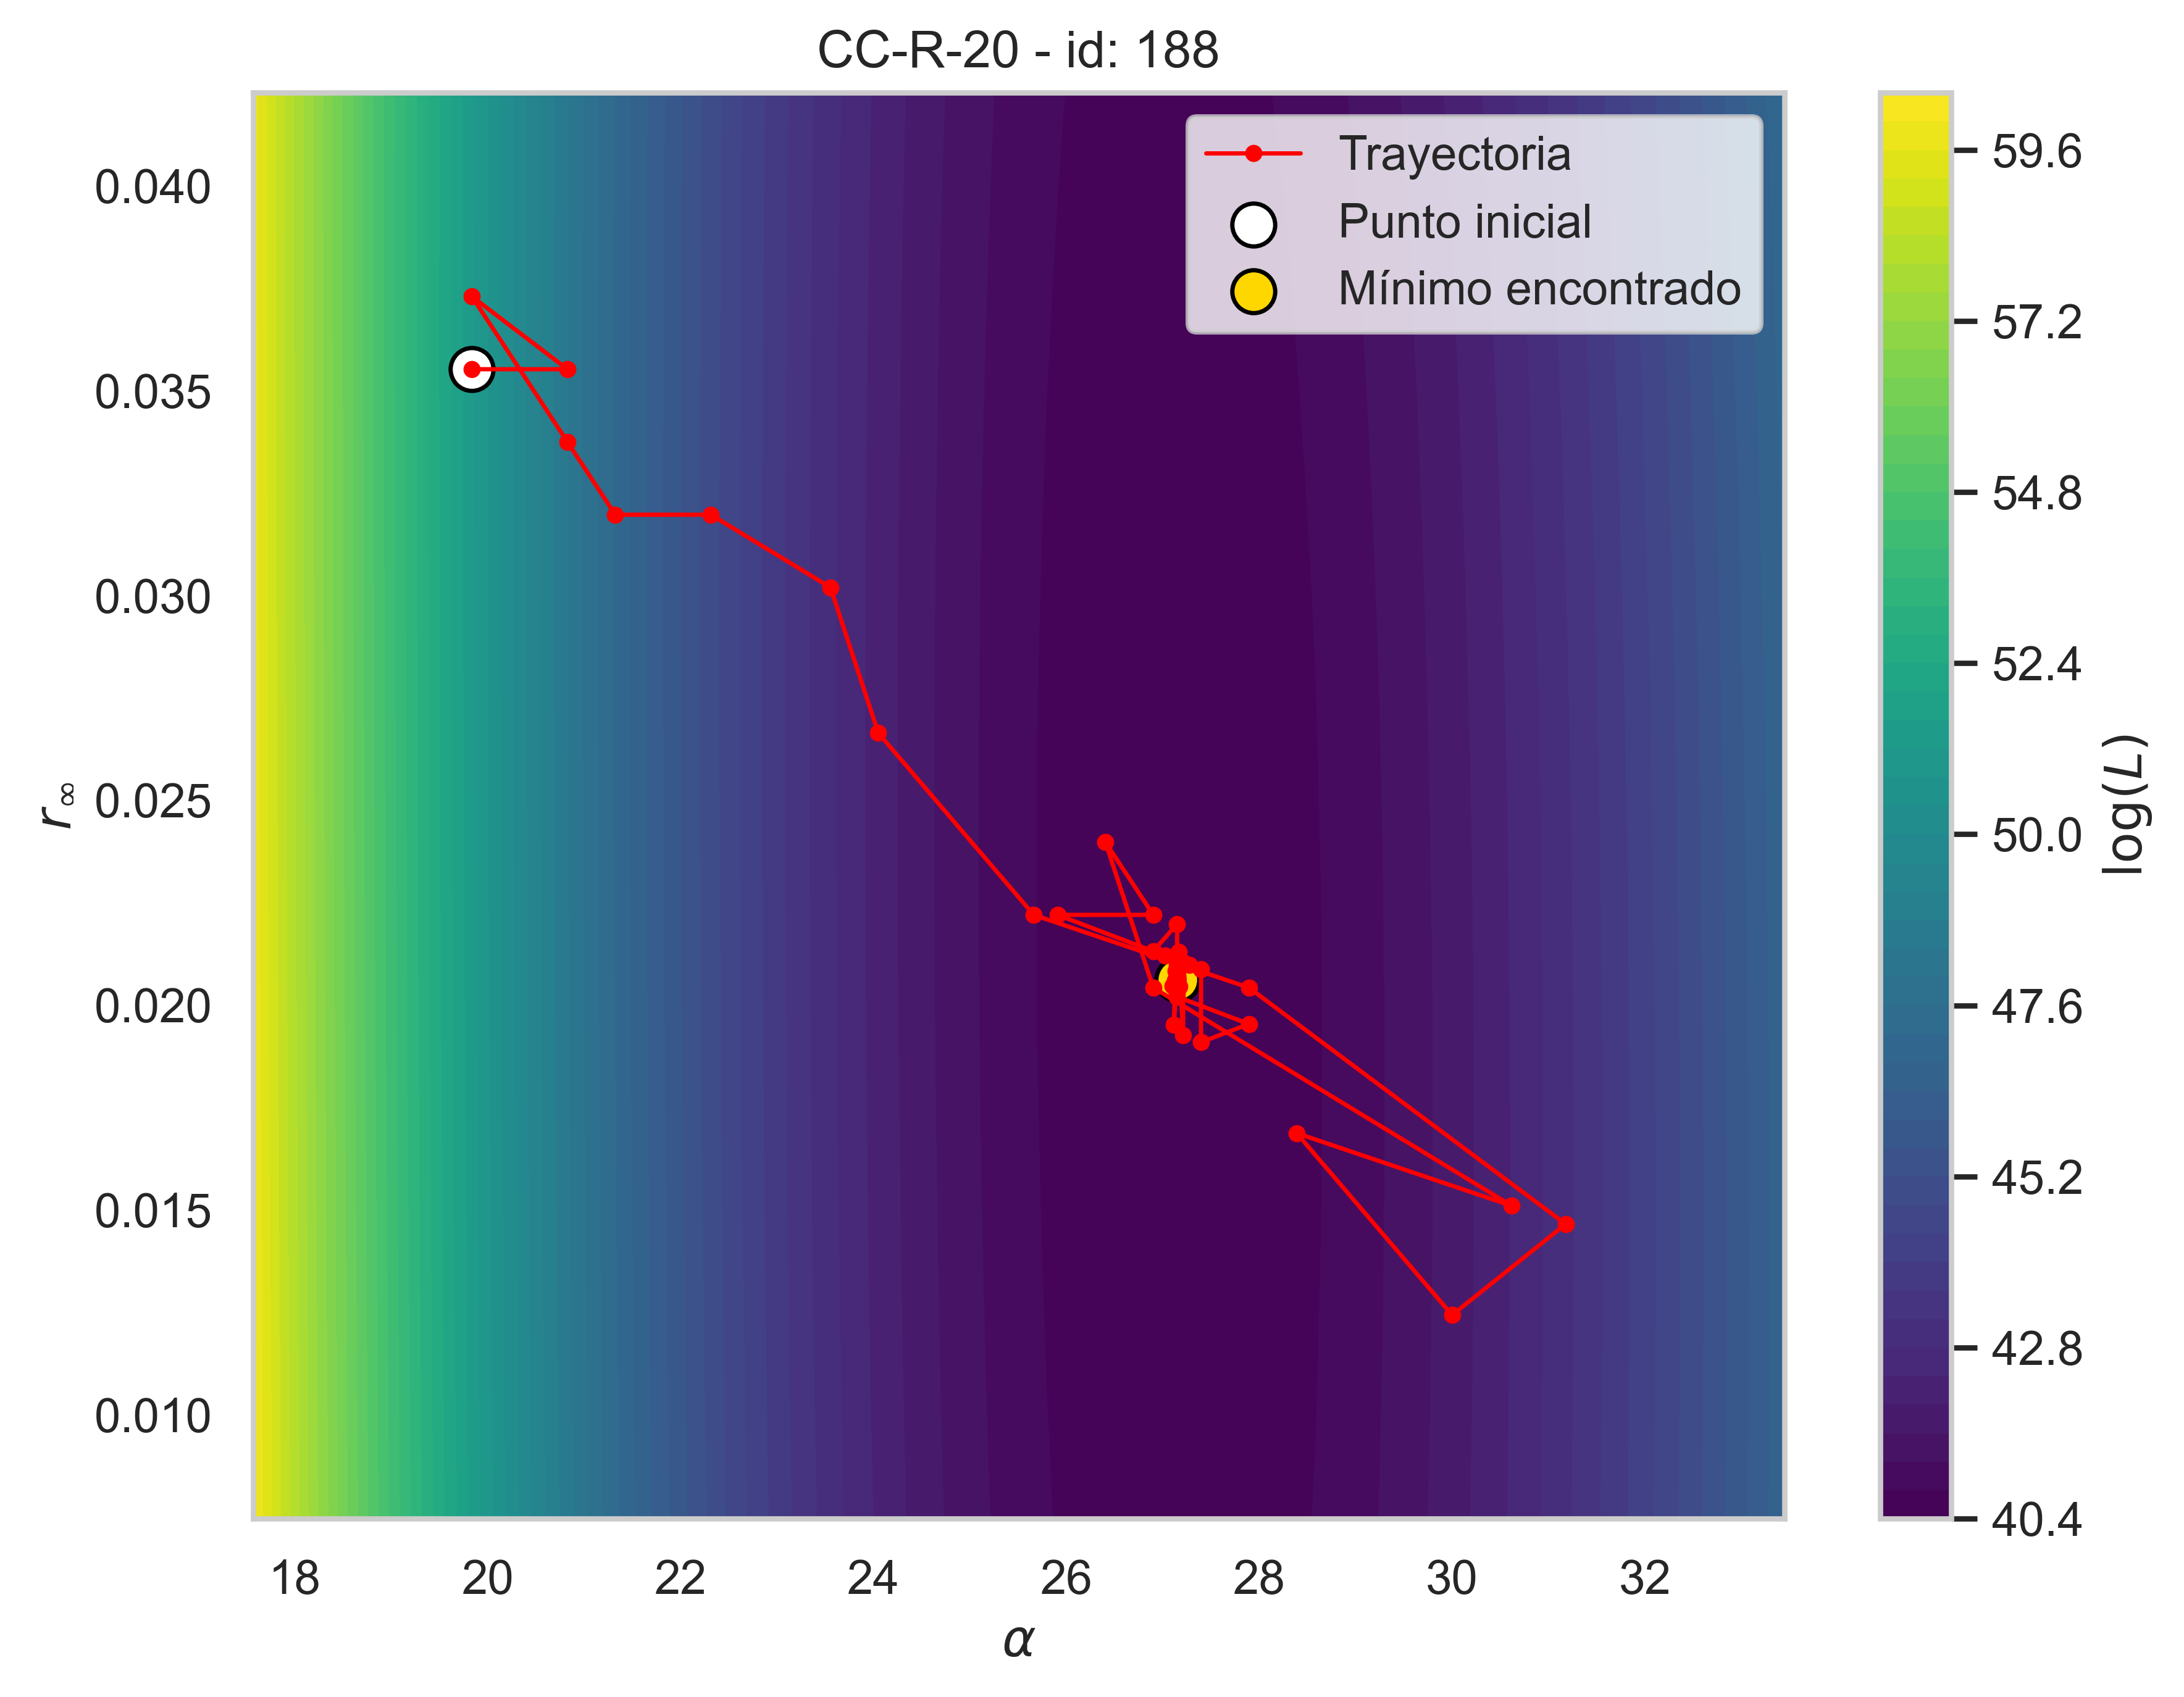 CC-R-20 - id: 188
Trayectoria
Punto inicial
Mínimo encontrado
0.040
0.035
0.030
0.025
0.020
0.015
0.010
r∞
18 20 22 24 26 28 30 32
α
59.6
57.2
54.8
52.4
50.0
47.6
45.2
42.8
40.4
log(L)